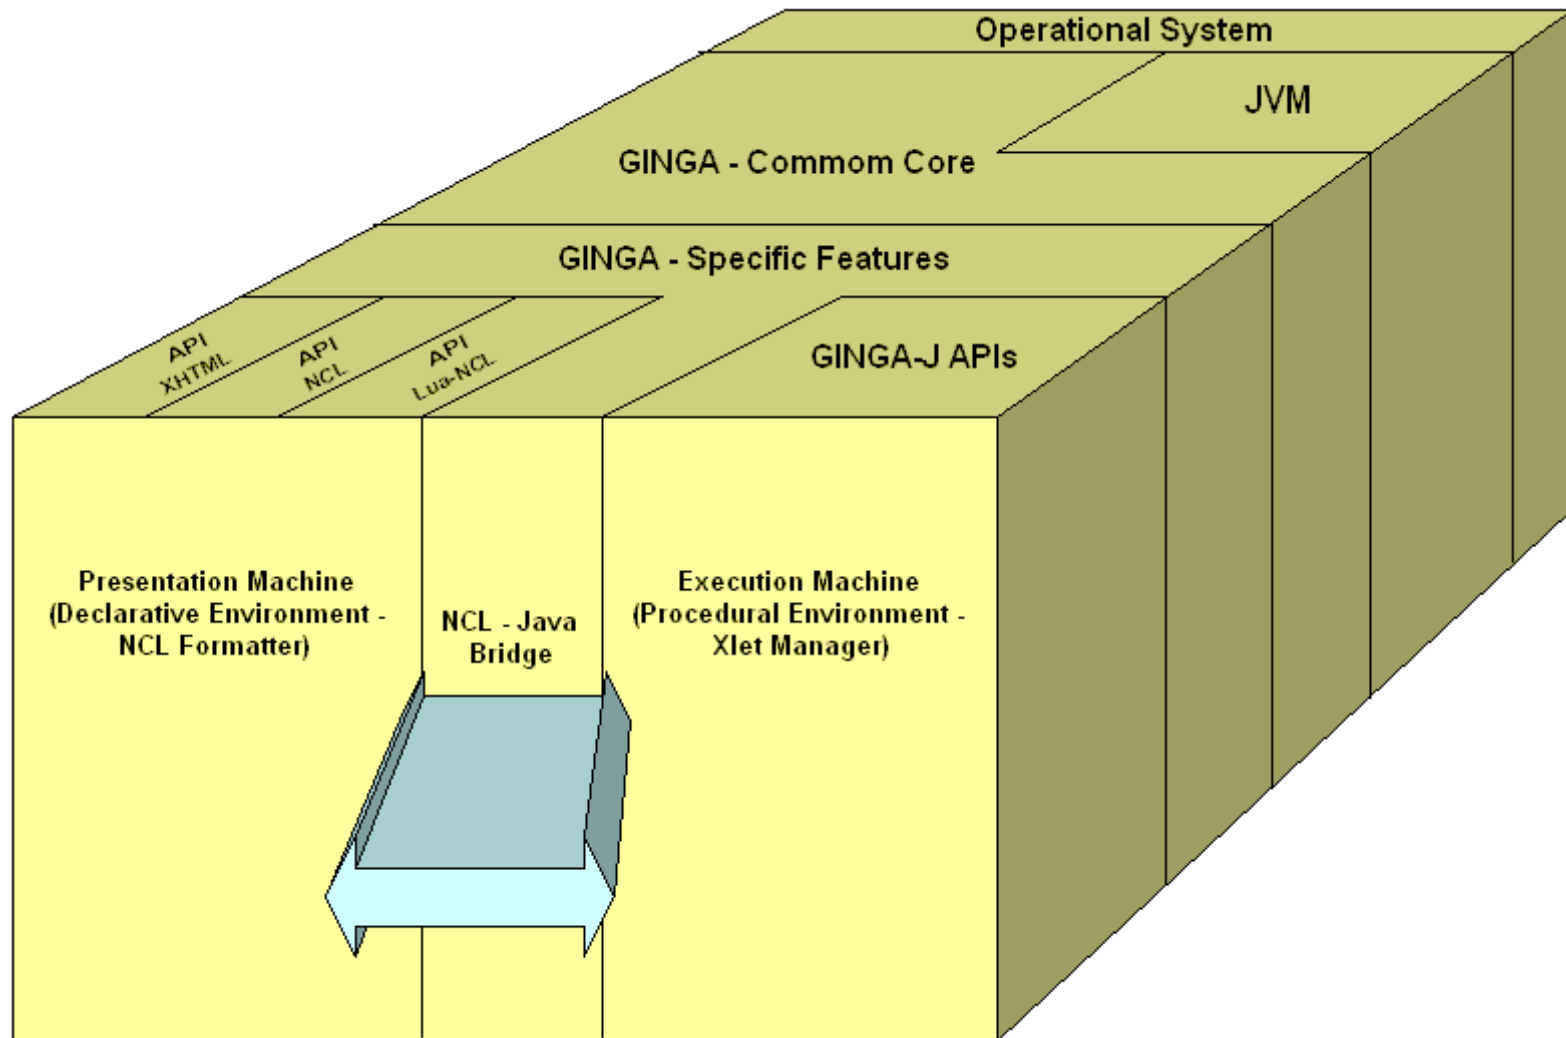 Operational System
JVM
GINGA - Commom Core
GINGA - Specific Features
API
XHTML
API
NCL
API
Lua-NCL
GINGA-J APIs
Presentation Machine
(Declarative Environment -
NCL Formatter)
NCL - Java
Bridge
Execution Machine
(Procedural Environment -
Xlet Manager)